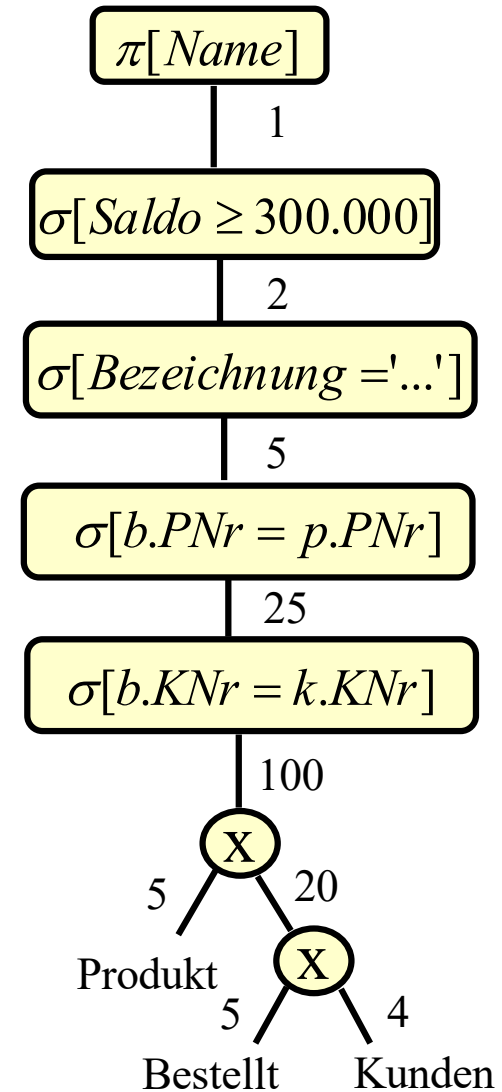 π[Name]
1
σ[Saldo ≥ 300.000]
2
σ[Bezeichnung ='...']
5
σ[b.PNr = p.PNr]
25
σ[b.KNr = k.KNr]
100
x
5
20
Produkt
x
5
4
Bestellt
Kunden